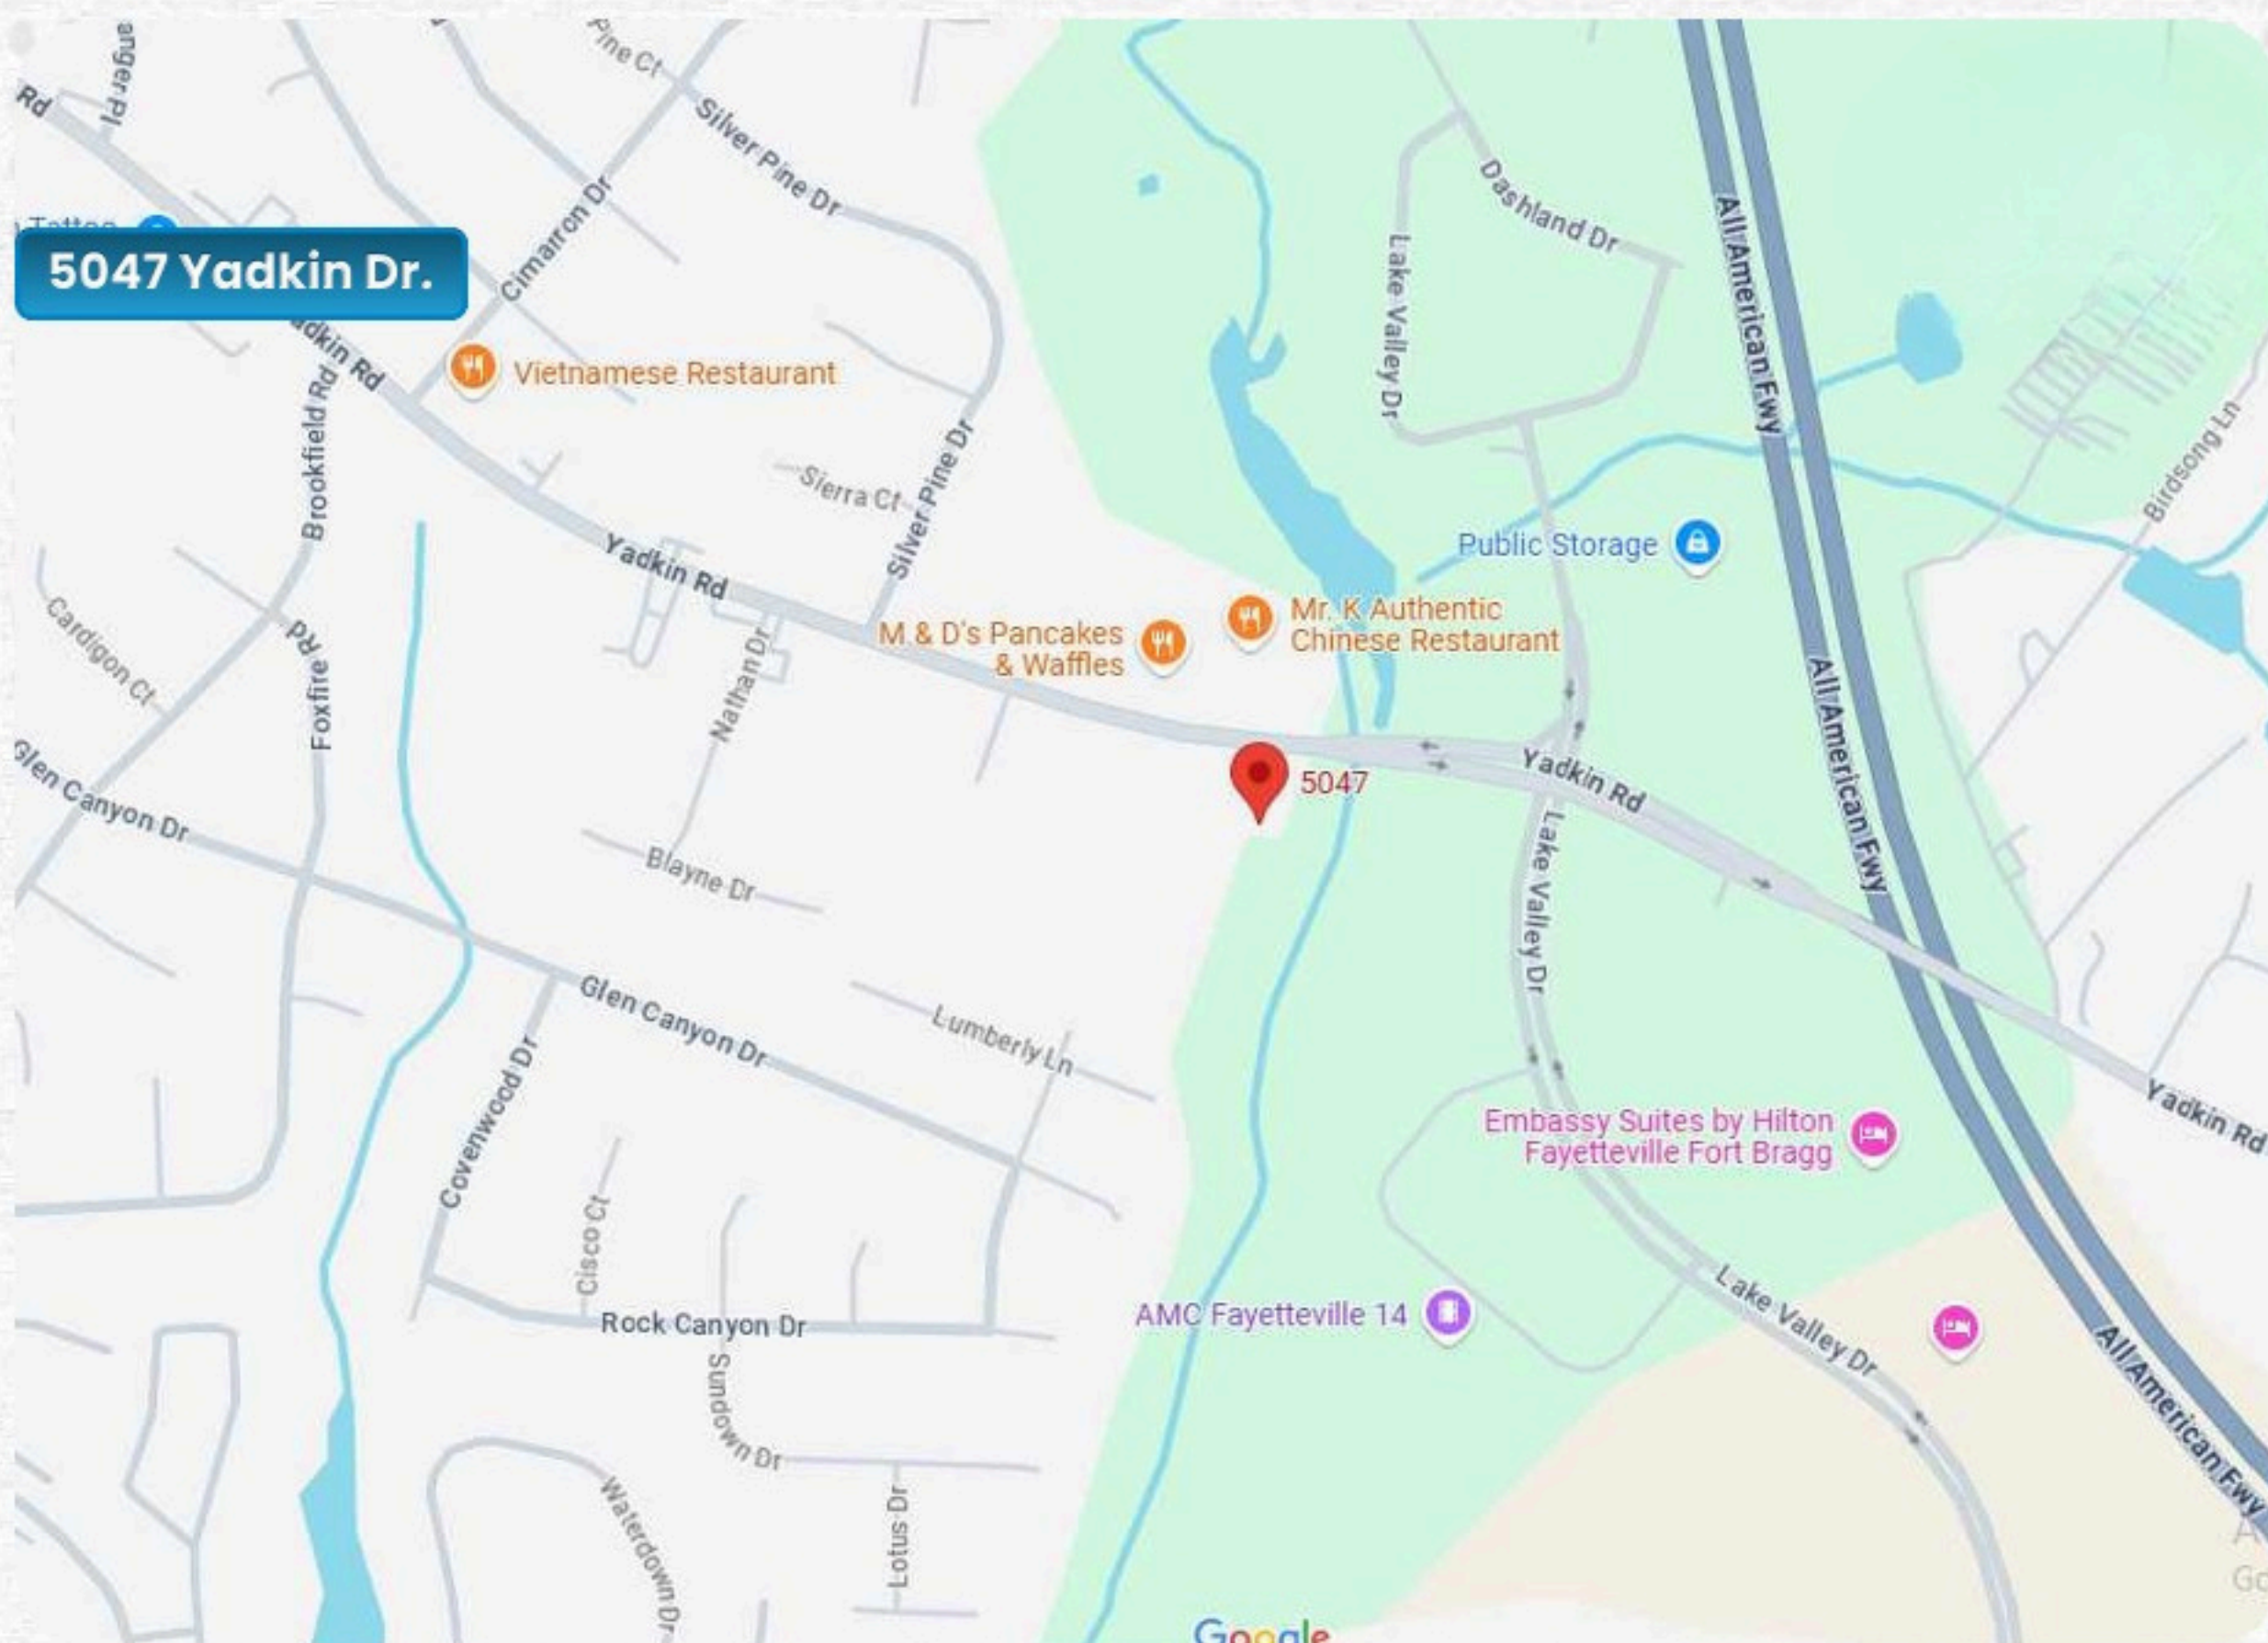 anger Pl
Rd
Pine Ct
Silver Pine Dr
Cimarron Dr
Tattoo
5047 Yadkin Dr.
adkin Rd
Vietnamese Restaurant
Brookfield Rd
Dashland Dr
Lake Valley Dr
All American Fwy
Birdsong Ln
Sierra Ct
Silver Pine Dr
Yadkin Rd
Public Storage
Cardigon Ct
Foxfire Rd
Nathan Dr
M & D's Pancakes
& Waffles
Mr. K Authentic
Chinese Restaurant
All American Fwy
Glen Canyon Dr
5047
Yadkin Rd
Blayne Dr
Lake Valley Dr
Glen Canyon Dr
Lumberly Ln
Covenwood Dr
Embassy Suites by Hilton
Fayetteville Fort Bragg
Yadkin Rd
Cisco Ct
Rock Canyon Dr
AMC Fayetteville 14
Lake Valley Dr
All American Fwy
Sundown Dr
Waterdown Dr
Lotus Dr
A
Go
Google